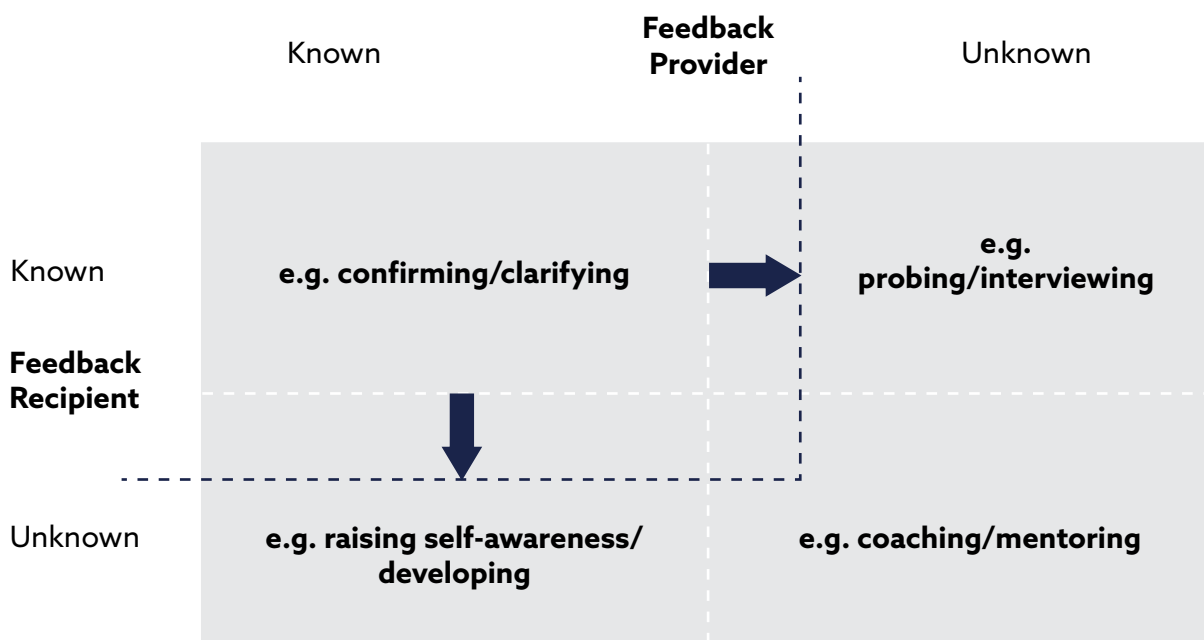 Known
Feedback
Provider
Unknown
Known
e.g. confirming/clarifying
e.g.
probing/interviewing
Feedback
Recipient
Unknown
e.g. raising self-awareness/
developing
e.g. coaching/mentoring